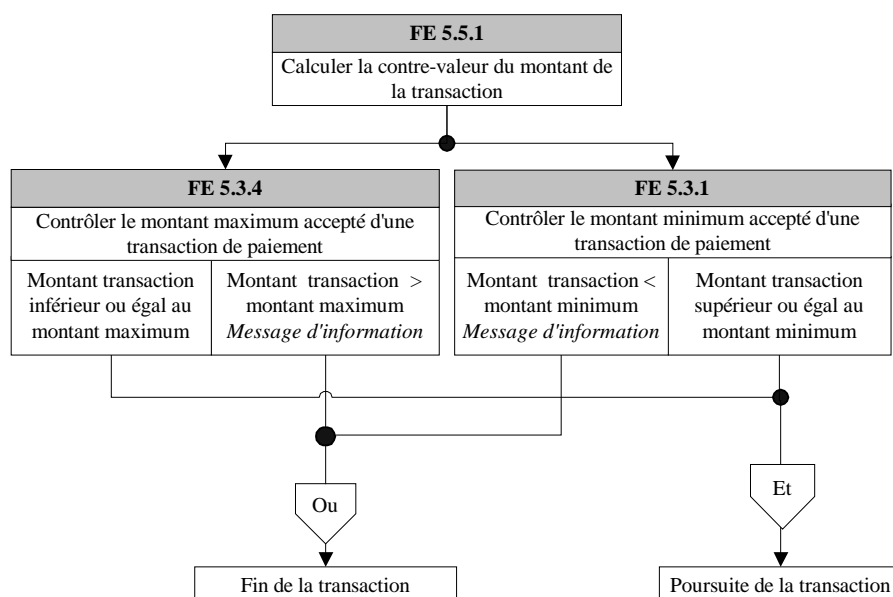 FE 5.5.1
Calculer la contre-valeur du montant de
la transaction
FE 5.3.4
Contrôler le montant maximum accepté d'une
transaction de paiement
Montant transaction
inférieur ou égal au
montant maximum
Montant transaction >
montant maximum
Message d'information
FE 5.3.1
Contrôler le montant minimum accepté d'une
transaction de paiement
Montant transaction <
montant minimum
Message d'information
Montant transaction
supérieur ou égal au
montant minimum
Ou
Et
Fin de la transaction
Poursuite de la transaction